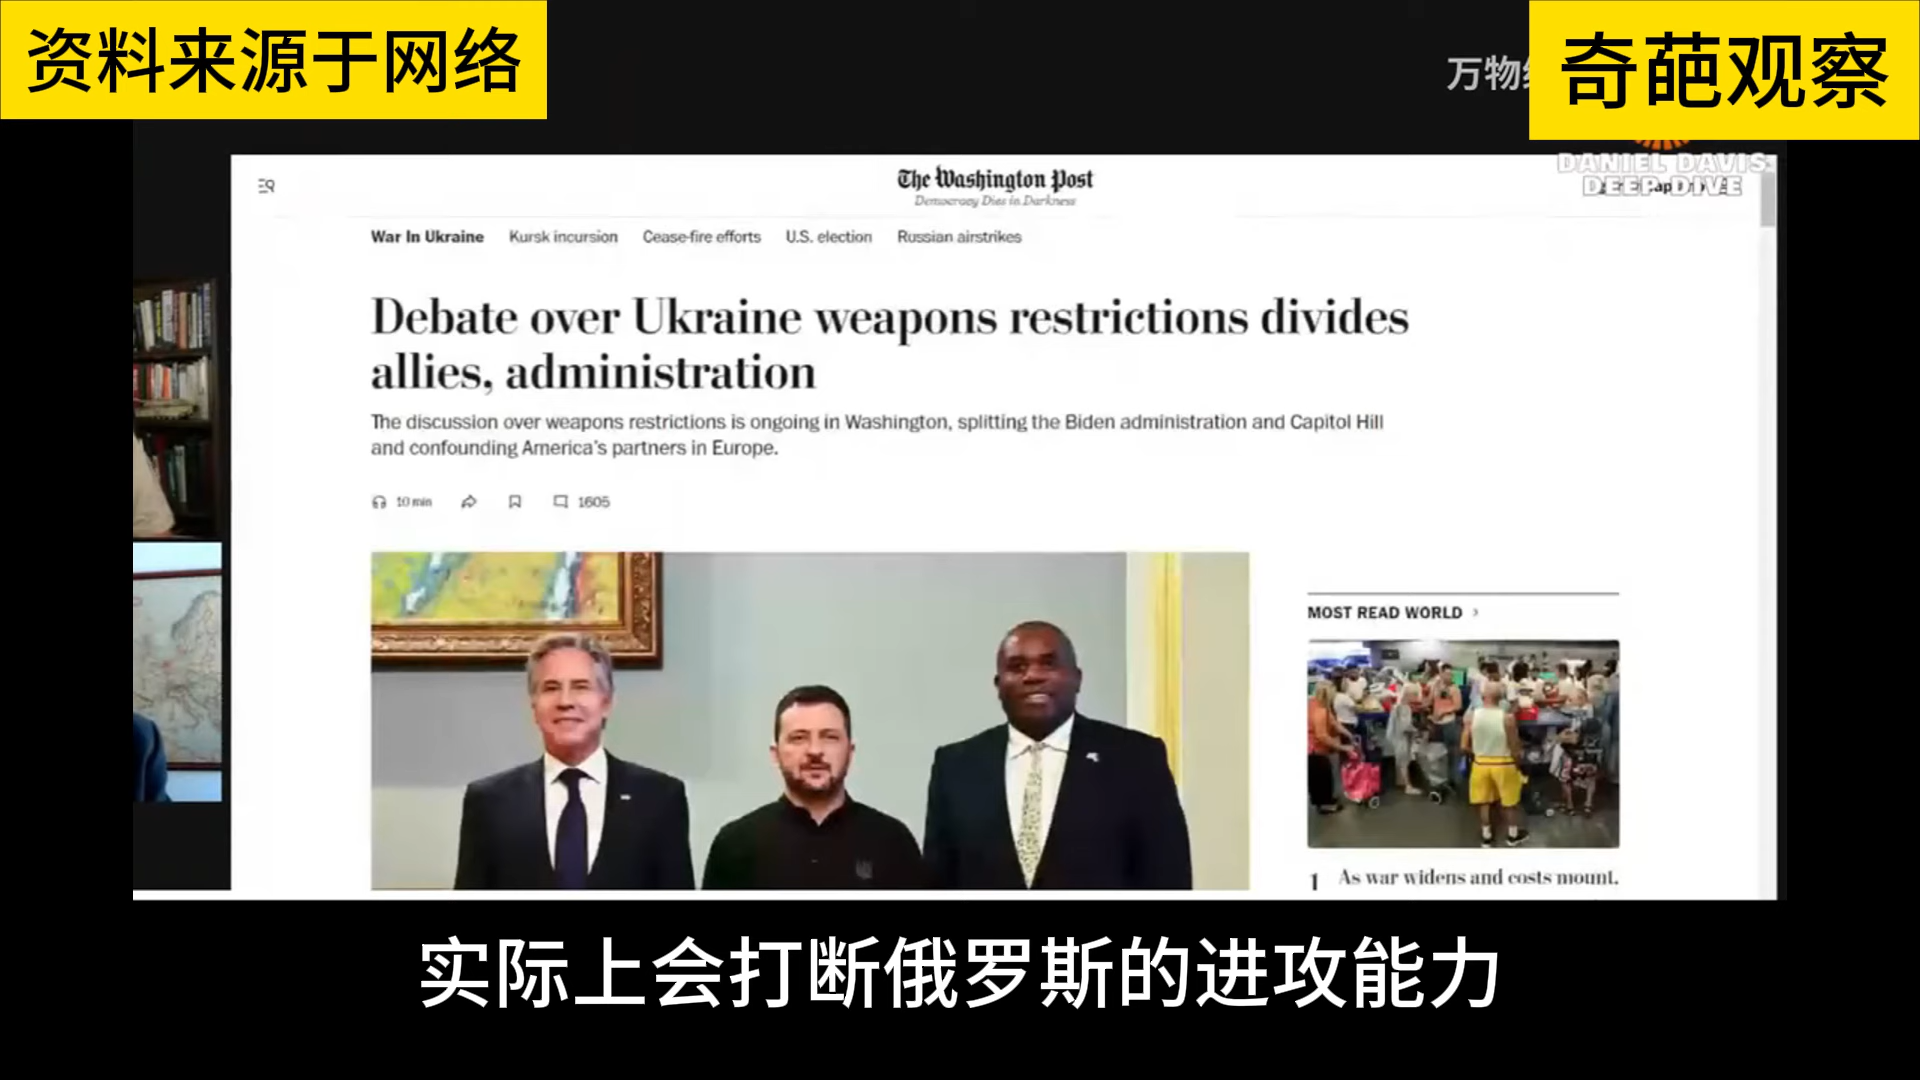 资料来源于网络
万物
奇葩观察
DANIEL DAVIS
DEEP DIVE
The Washington Post
Democracy Dies in Darkness
War In Ukraine
Kursk incursion
Cease-fire efforts
U.S. election
Russian airstrikes
Debate over Ukraine weapons restrictions divides
allies, administration
The discussion over weapons restrictions is ongoing in Washington, splitting the Biden administration and Capitol Hill
and confounding America's partners in Europe.
10 min
1605
MOST READ WORLD
1 As war widens and costs mount,
实际上会打断俄罗斯的进攻能力